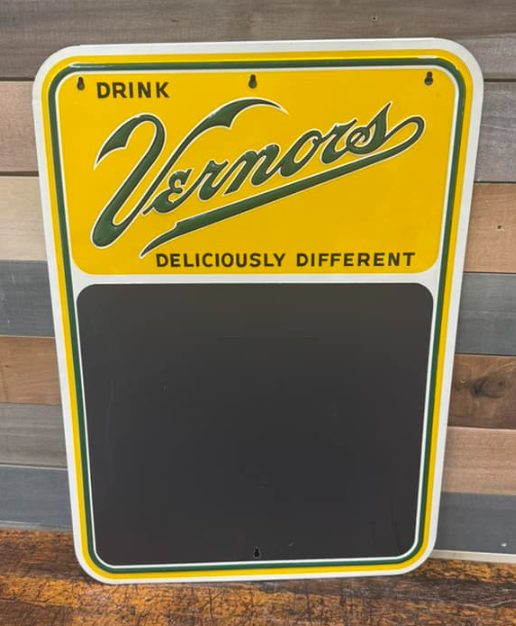 DRINK
Vernors
DELICIOUSLY DIFFERENT